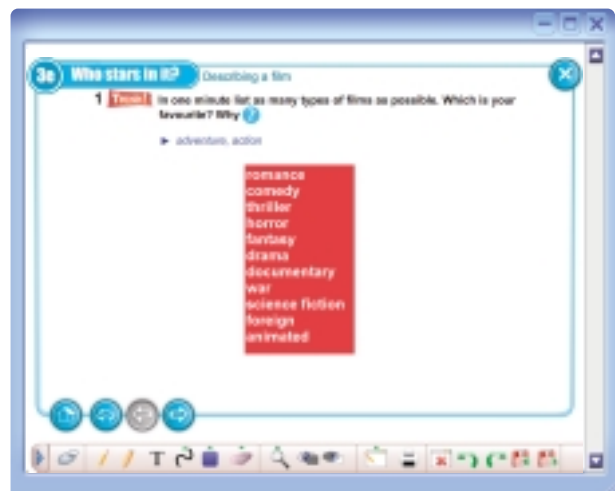 3e Who stars in it? Describing a film
1 In one minute list as many types of films as possible. Which is your
favourite? Why ?
► adventure, action
romance
comedy
thriller
horror
fantasy
drama
documentary
war
science fiction
foreign
animated
T